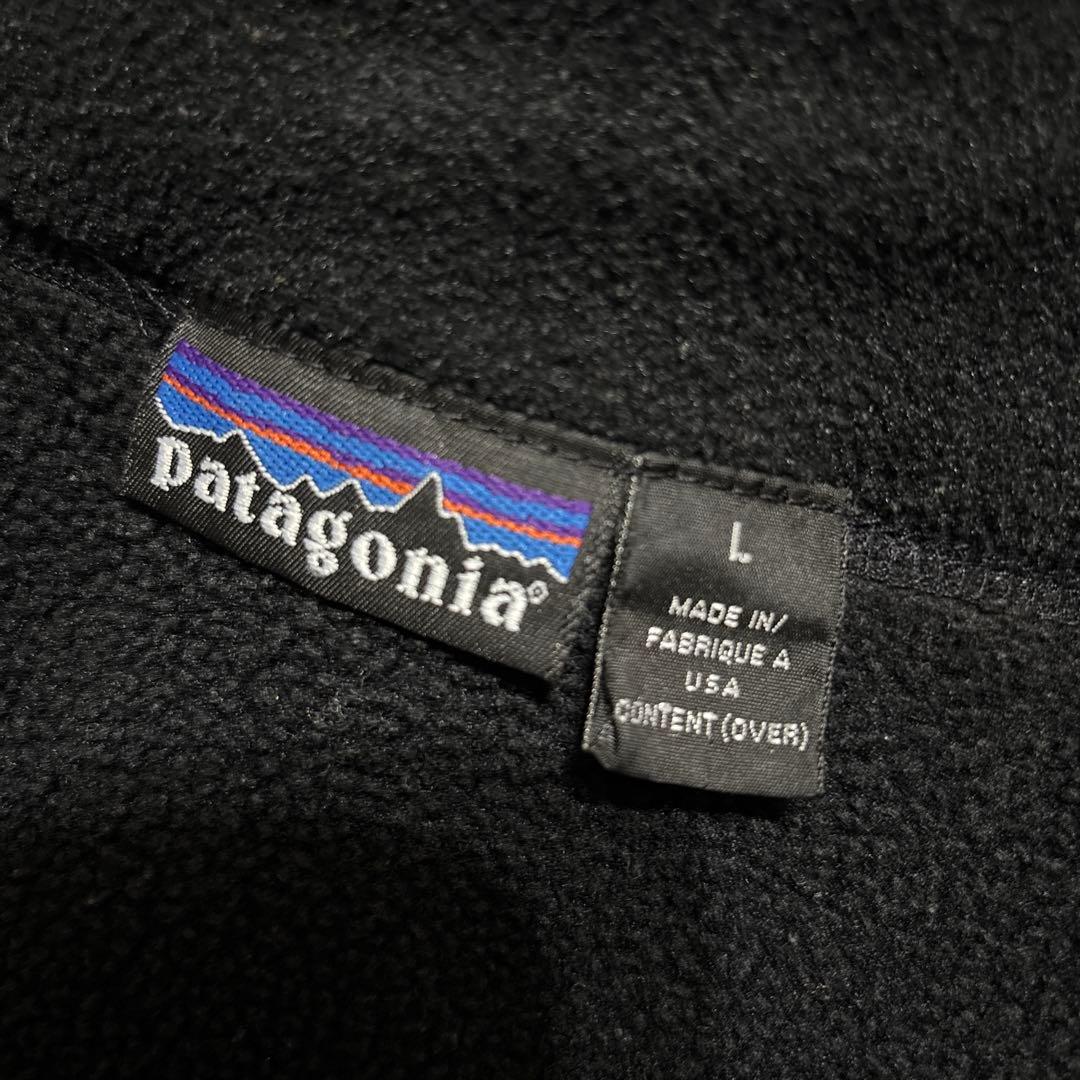 patagonia®
L
MADE IN/
FABRIQUE A
USA
CONTENT (OVER)